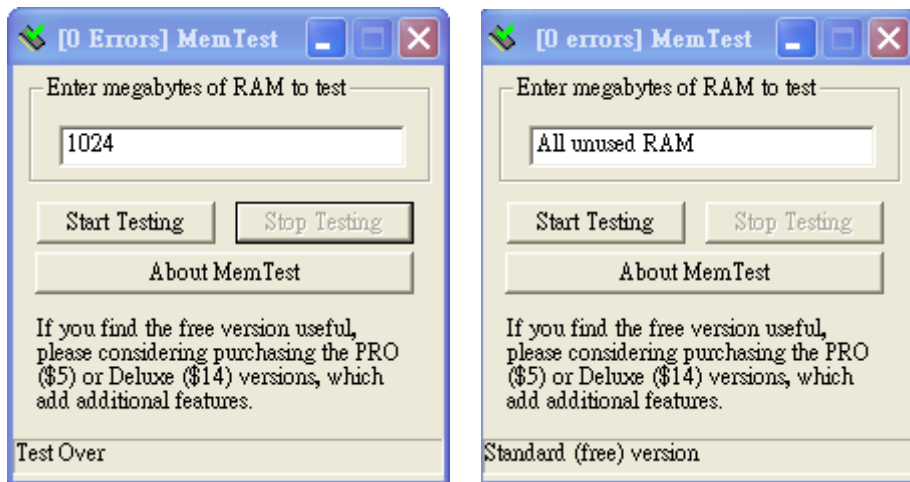 [0 Errors] MemTest
Enter megabytes of RAM to test
1024
Start Testing
Stop Testing
About MemTest
If you find the free version useful,
please considering purchasing the PRO
($5) or Deluxe ($14) versions, which
add additional features.
Test Over
[0 errors] MemTest
Enter megabytes of RAM to test
All unused RAM
Start Testing
Stop Testing
About MemTest
If you find the free version useful,
please considering purchasing the PRO
($5) or Deluxe ($14) versions, which
add additional features.
Standard (free) version